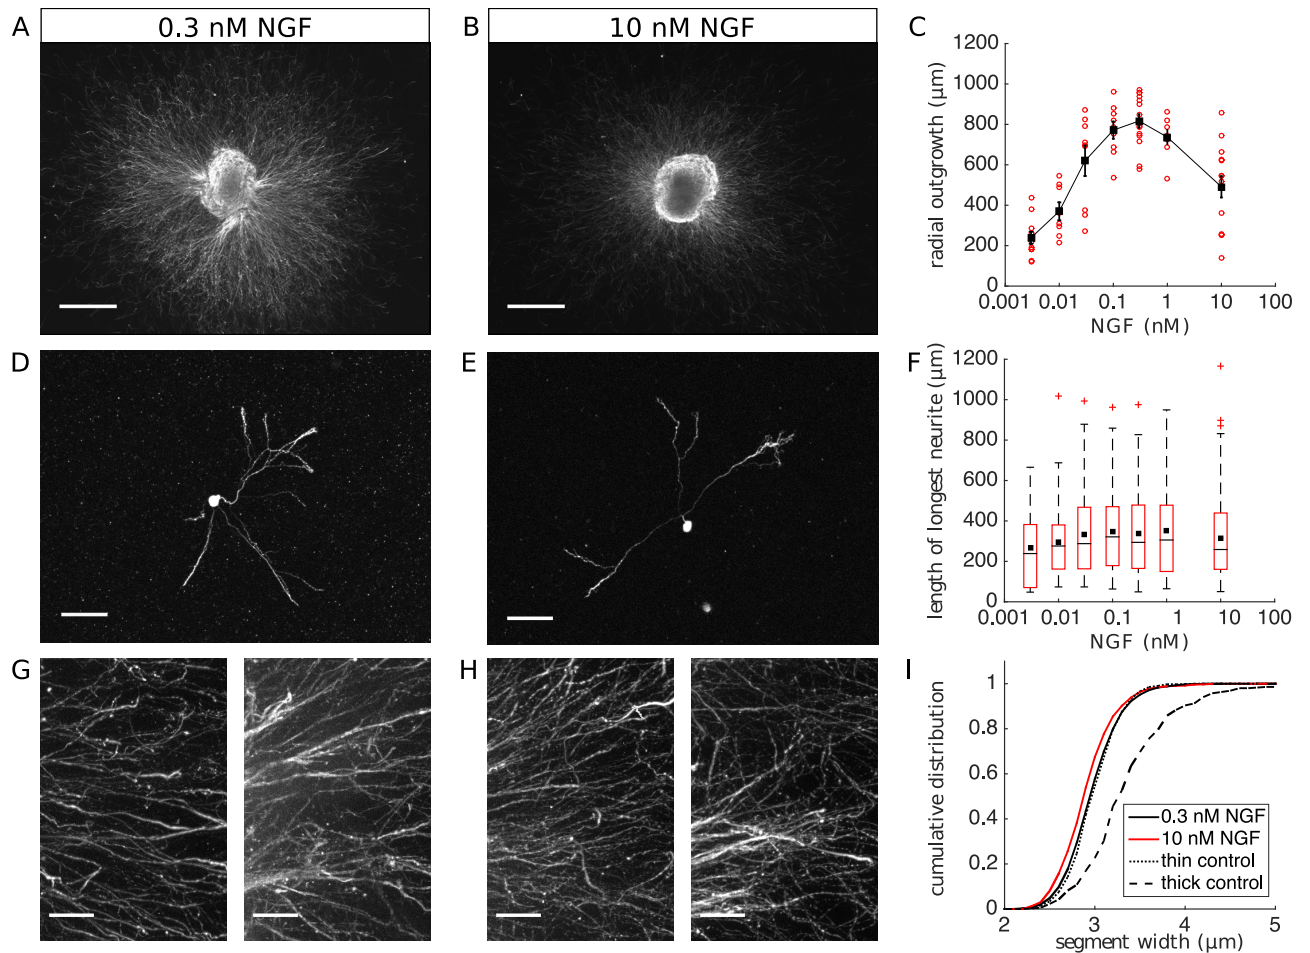 A
0.3 nM NGF
B
10 nM NGF
C
1200
1000
800
600
400
200
0
radial outgrowth (μm)
0.001
0.01
0.1
1
10
100
NGF (nM)
D
E
F
1200
1000
800
600
400
200
0
length of longest neurite (μm)
0.001
0.01
0.1
1
10
100
NGF (nM)
G
H
I
1
0.8
0.6
0.4
0.2
0
cumulative distribution
0.3 nM NGF
10 nM NGF
thin control
thick control
2
3
4
5
segment width (μm)